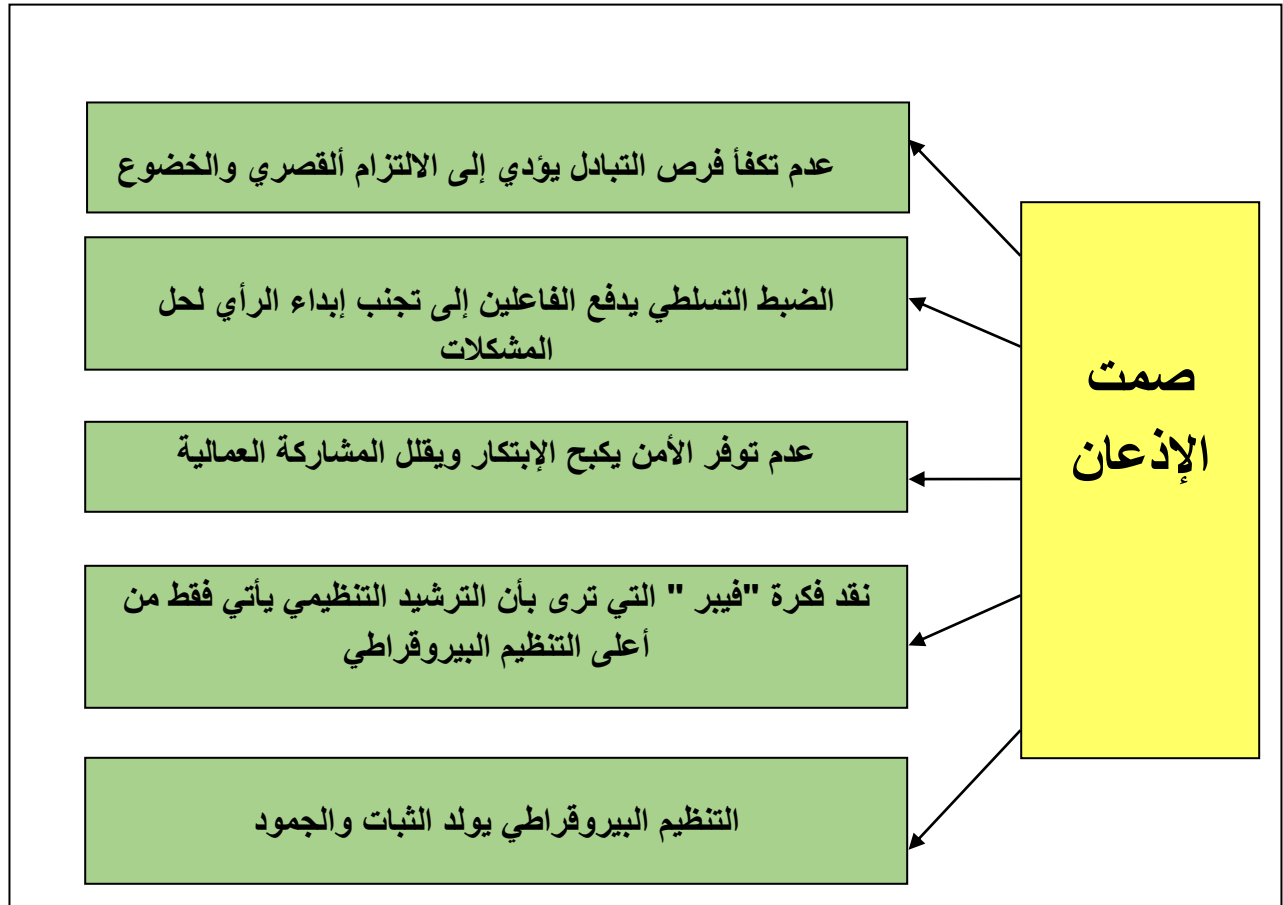 عدم تكفأ فرص التبادل يؤدي إلى الالتزام ألقصري والخضوع
الضبط التسلطي يدفع الفاعلين إلى تجنب إبداء الرأي لحل
المشكلات
صمت
الإذعان
عدم توفر الأمن يكبح الإبتكار ويقلل المشاركة العمالية
نقد فكرة "فيبر " التي ترى بأن الترشيد التنظيمي يأتي فقط من
أعلى التنظيم البيروقراطي
التنظيم البيروقراطي يولد الثبات والجمود